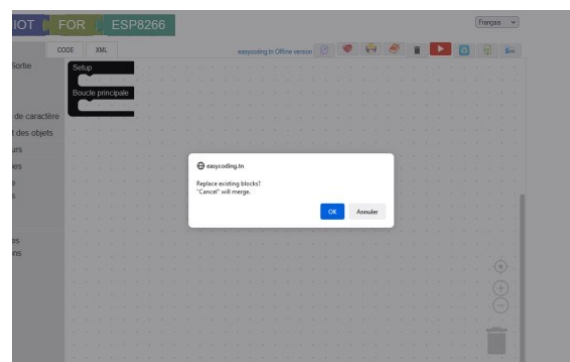 IOT FOR ESP8266
Français
CODE XML
easycoding.tn Offline version
Sortie
Setup
Boucle principale
de caractère
t des objets
urs
es
e
s
os
ns
easycoding.tn
Replace existing blocks?
"Cancel" will merge.
OK Annuler